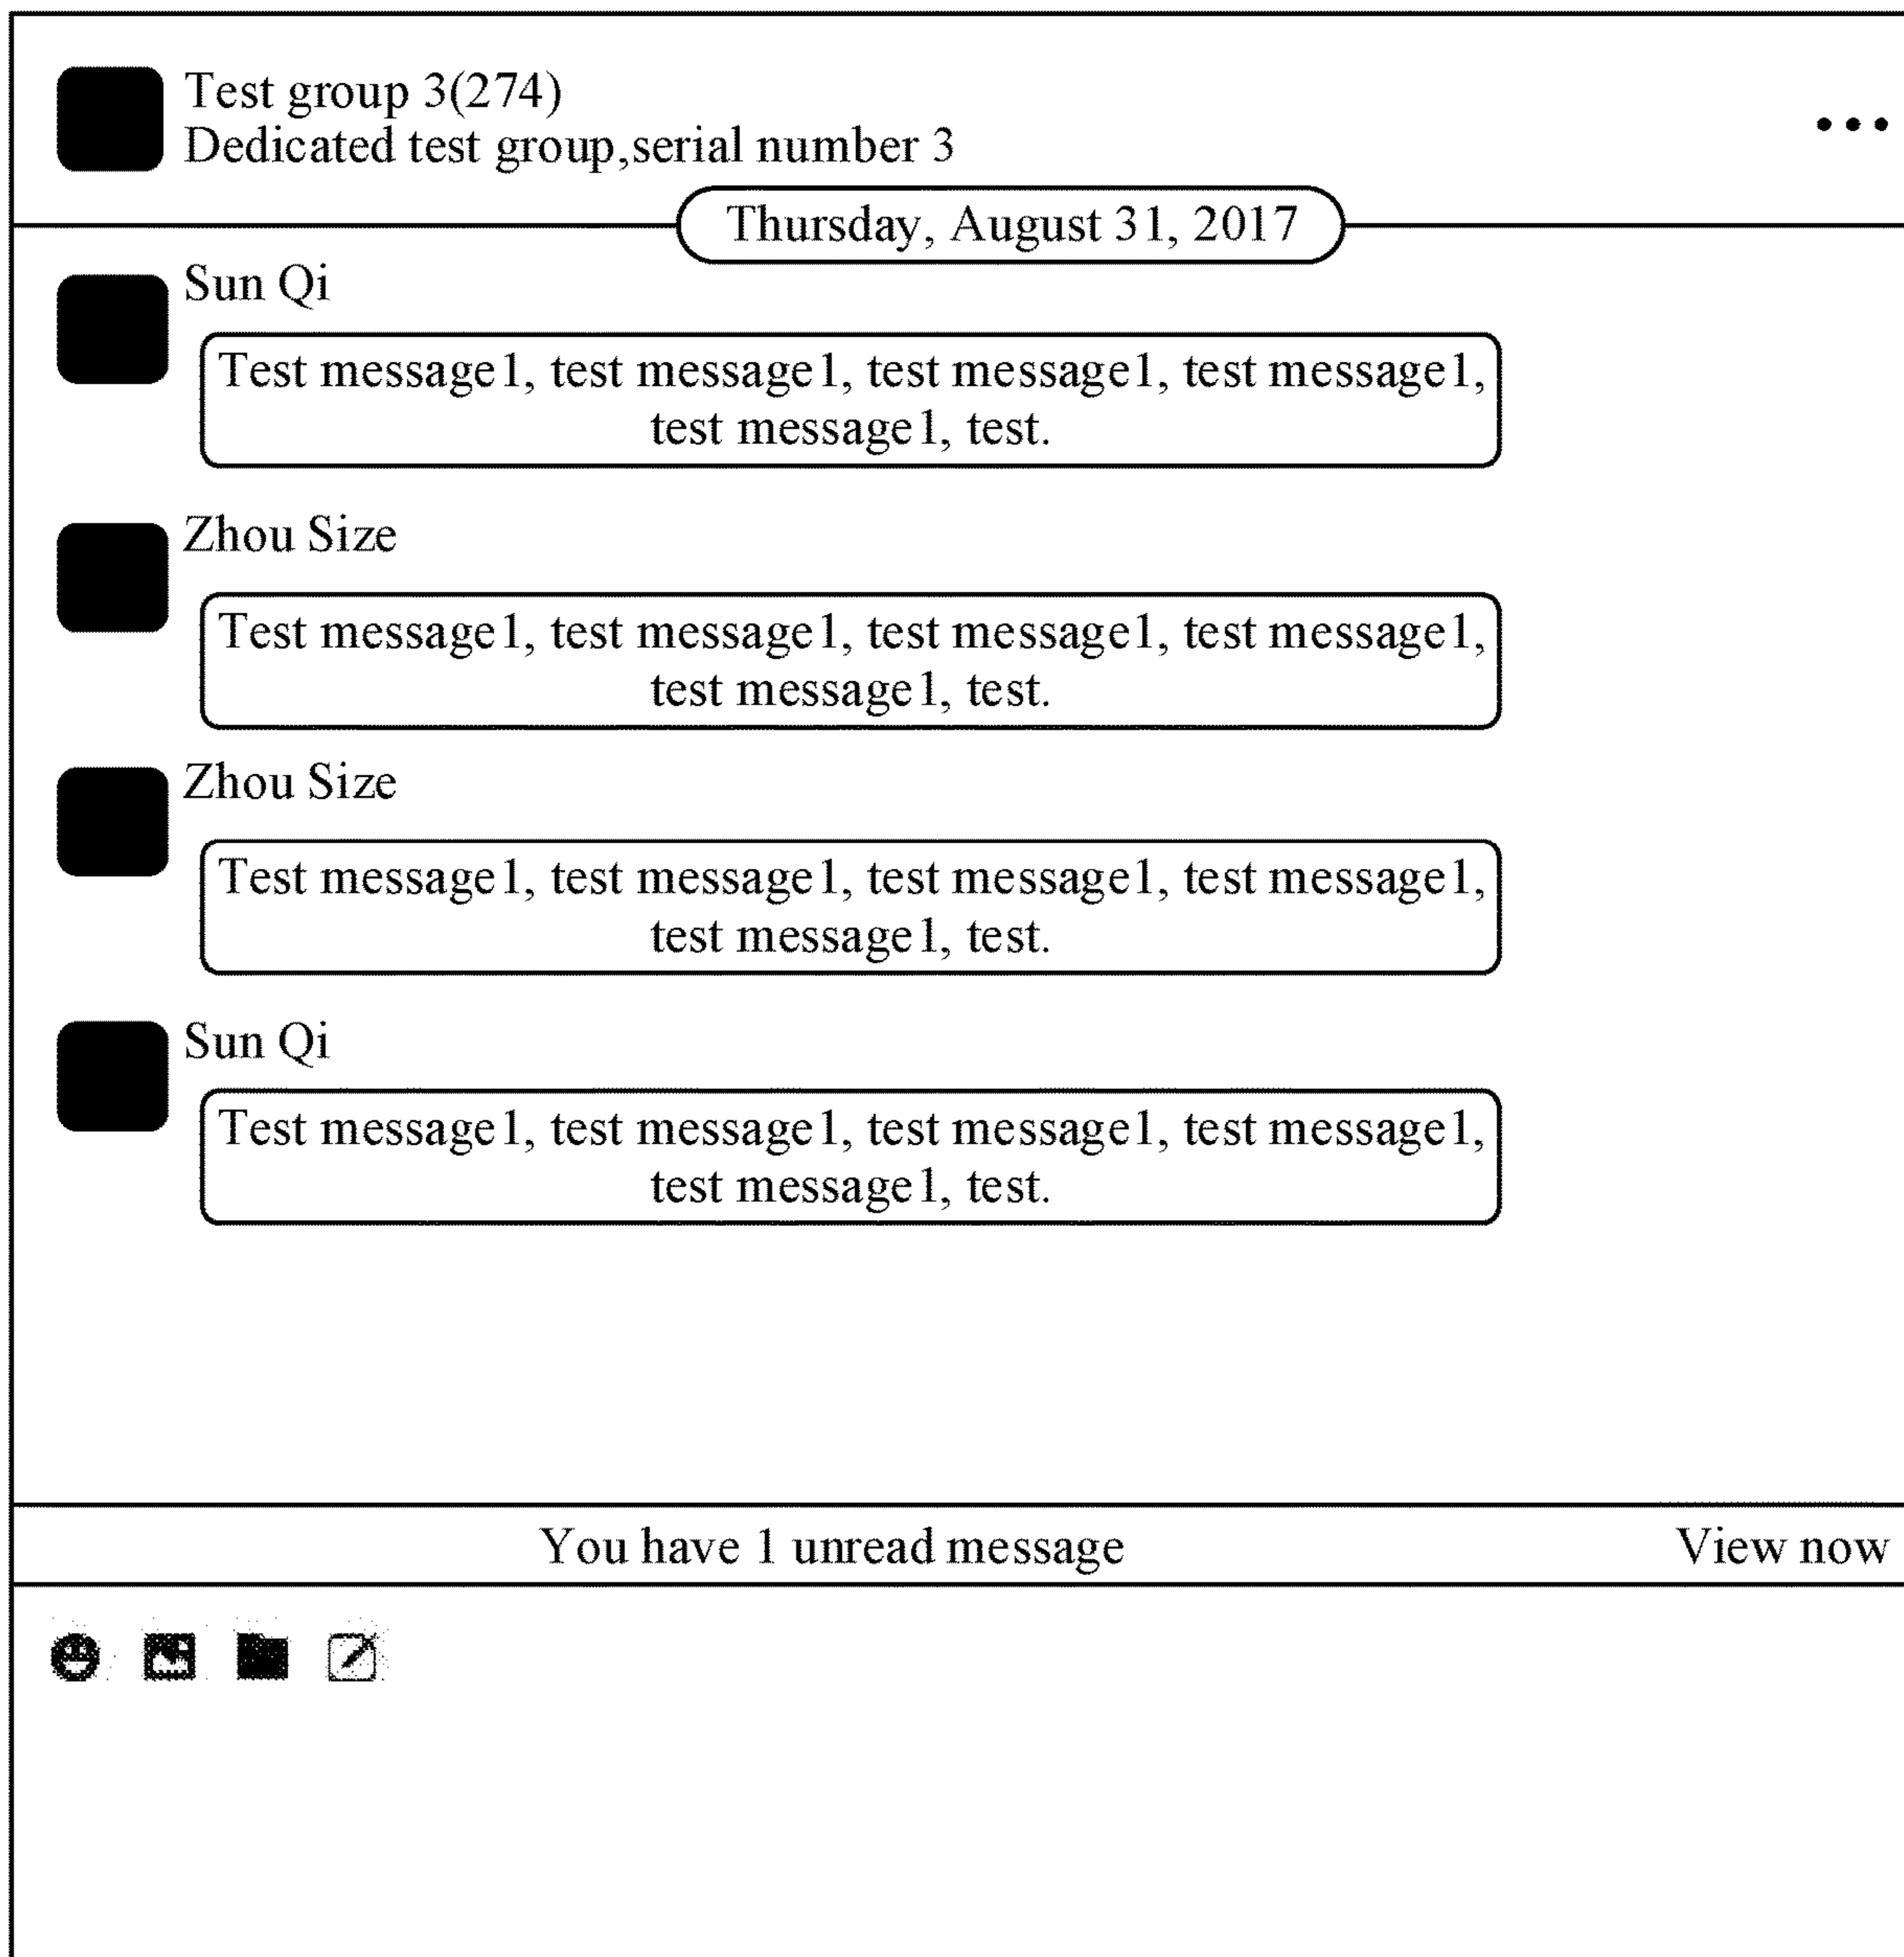 Test group 3(274)
Dedicated test group,serial number 3
Thursday, August 31, 2017
Sun Qi
Test message1, test message1, test message1, test message1,
test message1, test.
Zhou Size
Test message1, test message1, test message1, test message1,
test message1, test.
Zhou Size
Test message1, test message1, test message1, test message1,
test message1, test.
Sun Qi
Test message1, test message1, test message1, test message1,
test message1, test.
You have 1 unread message View now